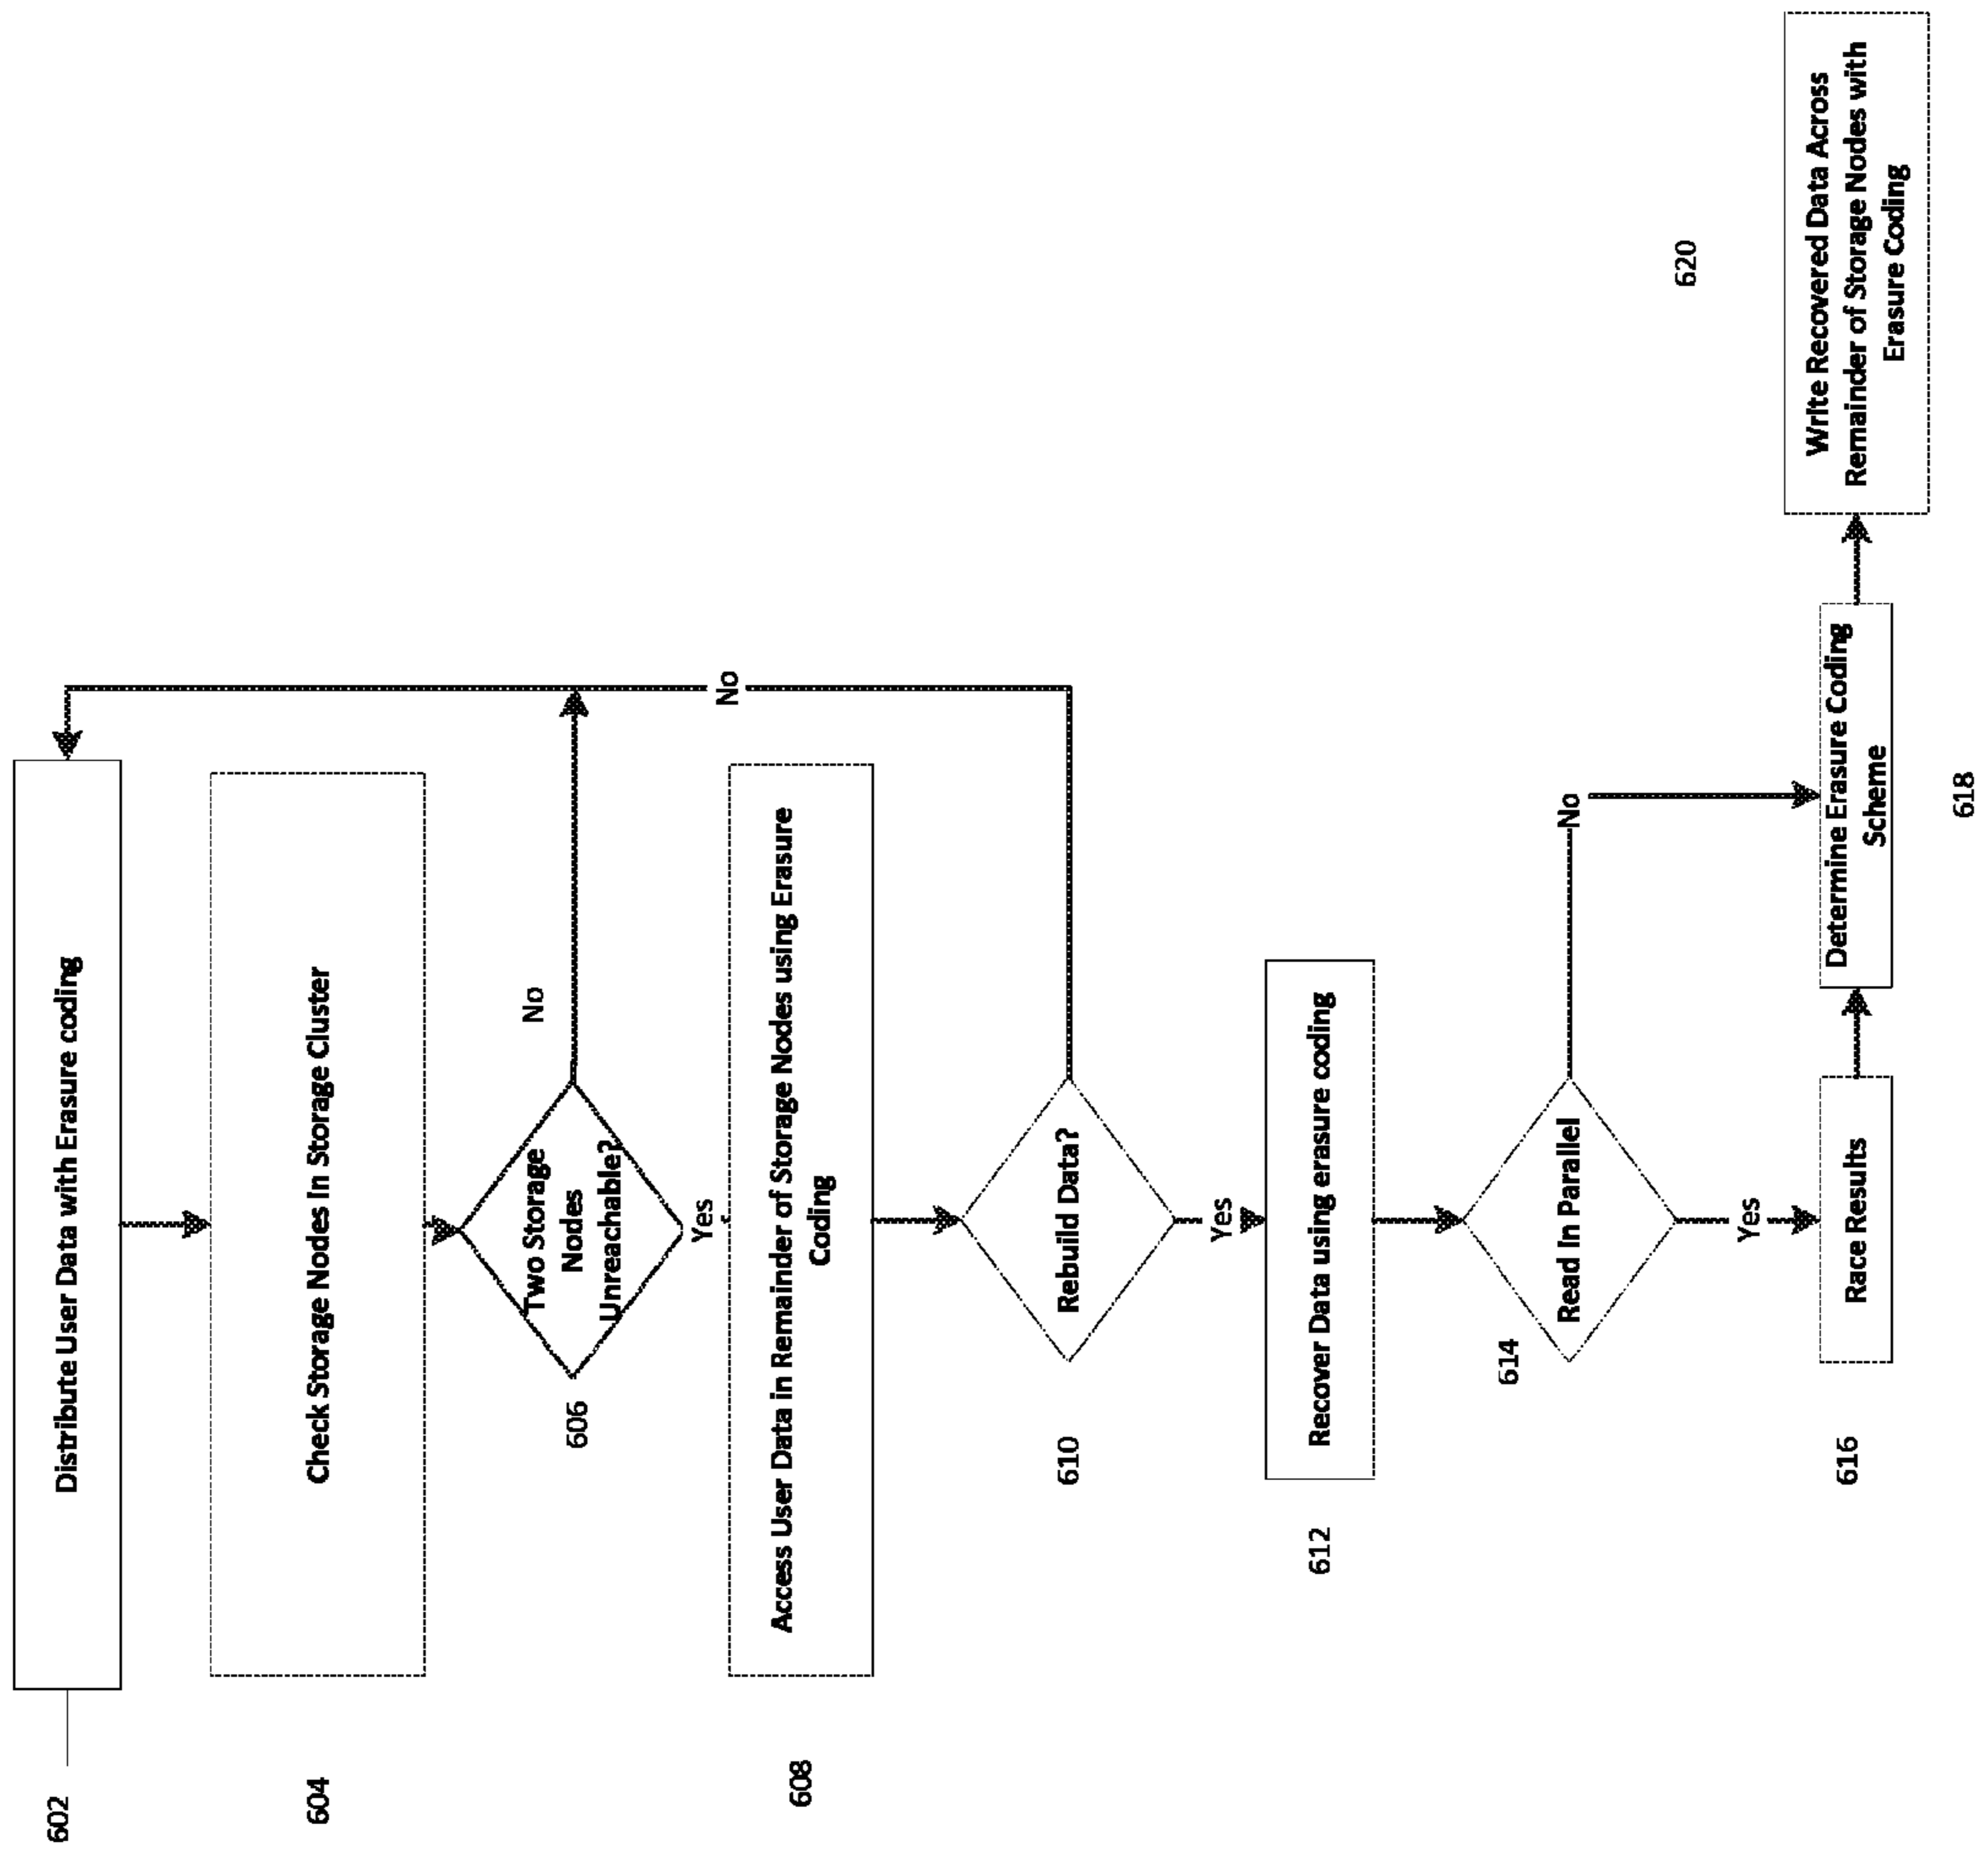 602
Distribute User Data with Erasure coding
604
Check Storage Nodes In Storage Cluster
606
Two Storage
Nodes
Unreachable?
No
Yes
608
Access User Data in Remainder of Storage Nodes using Erasure
Coding
No
610
Rebuild Data?
Yes
612
Recover Data using erasure coding
614
Read In Parallel
No
Yes
616
Race Results
Determine Erasure Coding
Scheme
618
620
Write Recovered Data Across
Remainder of Storage Nodes with
Erasure Coding